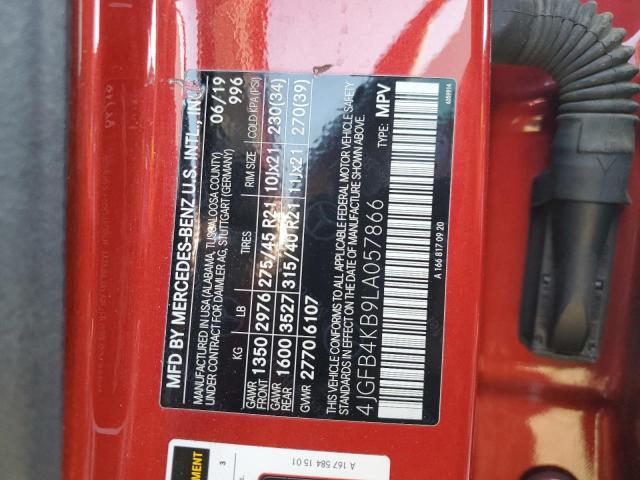 MFD BY MERCEDES-BENZ U.S. INTL., INC. 06/19
MANUFACTURED IN USA (ALABAMA, TUSCALOOSA COUNTY) 996
UNDER CONTRACT FOR DAIMLER AG, STUTTGART (GERMANY)
KG LB TIRES RIM SIZE COLD KPA (PSI)
GAWR 1350 2976 275/45 R21 10Jx21 230(34)
GAWR REAR 1600 3527 315/40 R21 11Jx21 270(39)
GVWR 2770 6107
THIS VEHICLE CONFORMS TO ALL APPLICABLE FEDERAL MOTOR VEHICLE SAFETY
STANDARDS IN EFFECT ON THE DATE OF MANUFACTURE SHOWN ABOVE.
4JGFB4KB9LA057866 TYPE: MPV
A 166 817 09 20
A 167 584 15 01
3